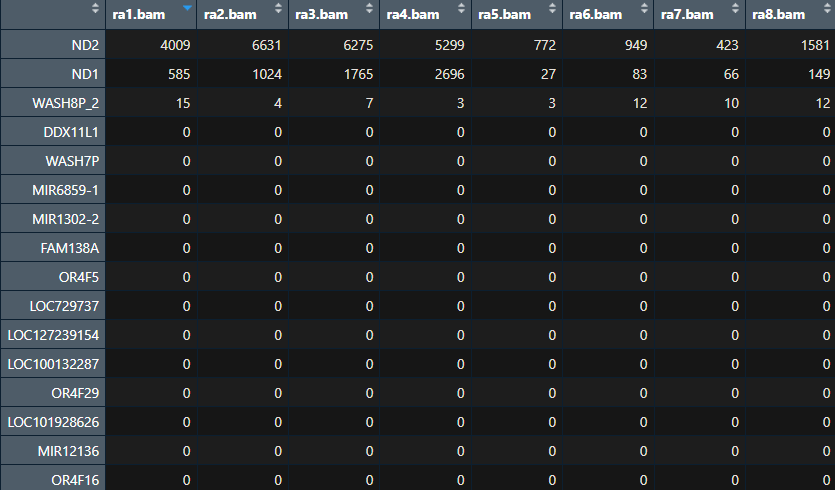 ra1.bam ra2.bam ra3.bam ra4.bam ra5.bam ra6.bam ra7.bam ra8.bam
ND2 4009 6631 6275 5299 772 949 423 1581
ND1 585 1024 1765 2696 27 83 66 149
WASH8P_2 15 4 7 3 3 12 10 12
DDX11L1 0 0 0 0 0 0 0 0
WASH7P 0 0 0 0 0 0 0 0
MIR6859-1 0 0 0 0 0 0 0 0
MIR1302-2 0 0 0 0 0 0 0 0
FAM138A 0 0 0 0 0 0 0 0
OR4F5 0 0 0 0 0 0 0 0
LOC729737 0 0 0 0 0 0 0 0
LOC127239154 0 0 0 0 0 0 0 0
LOC100132287 0 0 0 0 0 0 0 0
OR4F29 0 0 0 0 0 0 0 0
LOC101928626 0 0 0 0 0 0 0 0
MIR12136 0 0 0 0 0 0 0 0
OR4F16 0 0 0 0 0 0 0 0